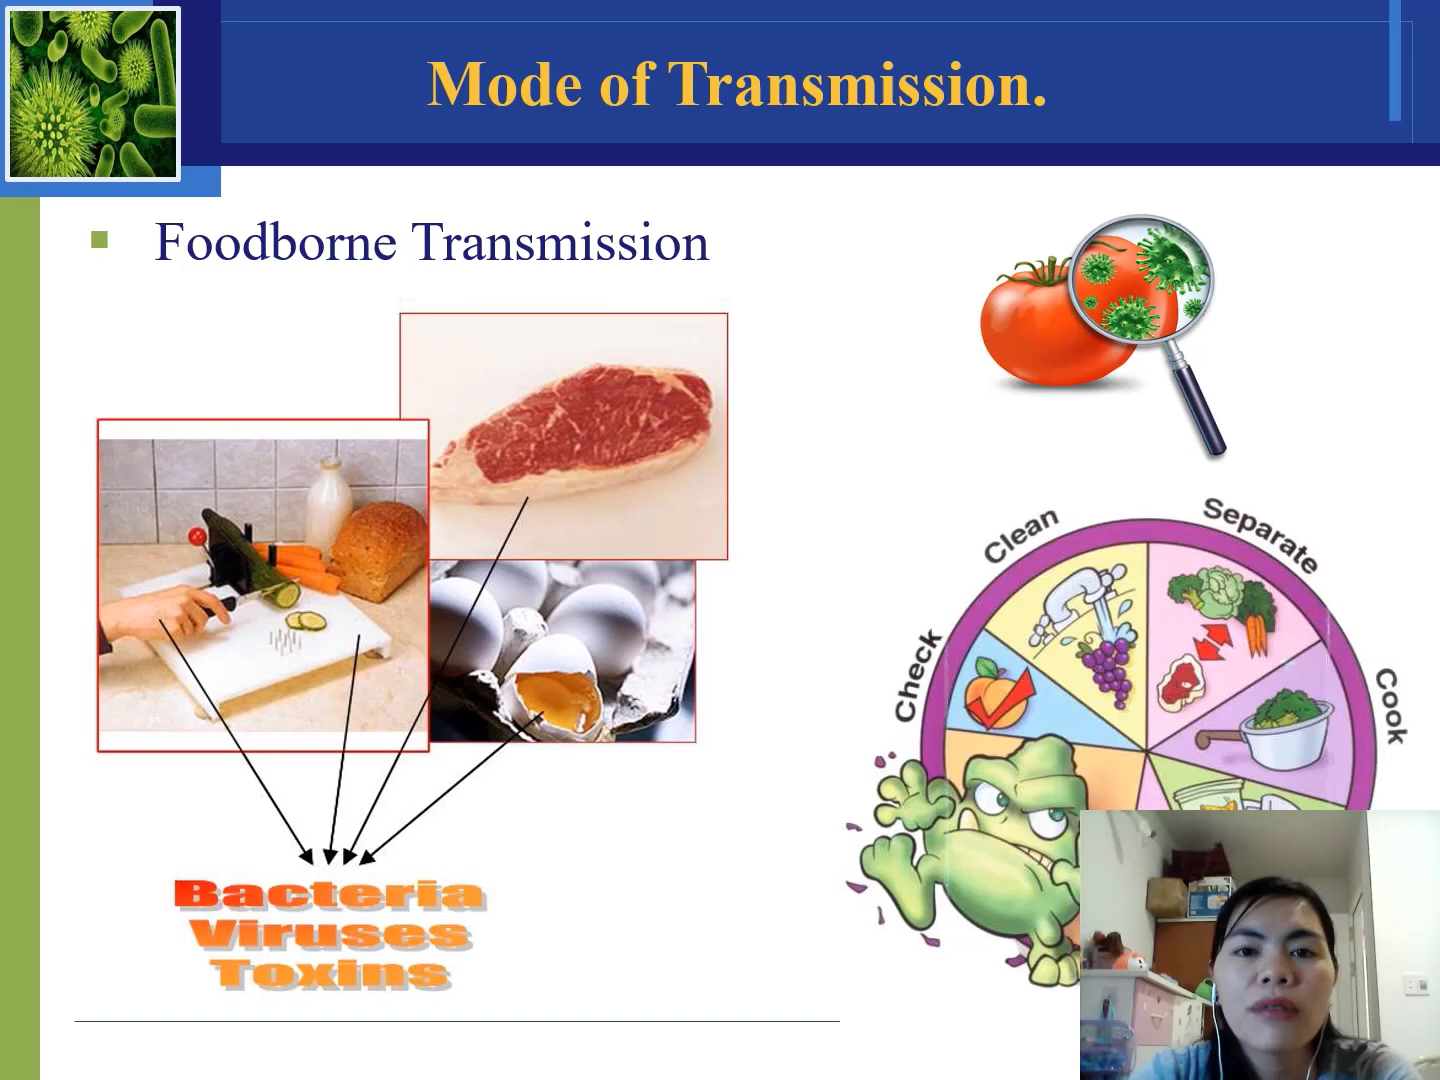 Mode of Transmission.
Foodborne Transmission
Clean
Separate
Check
Cook
Bacteria
Viruses
Toxins